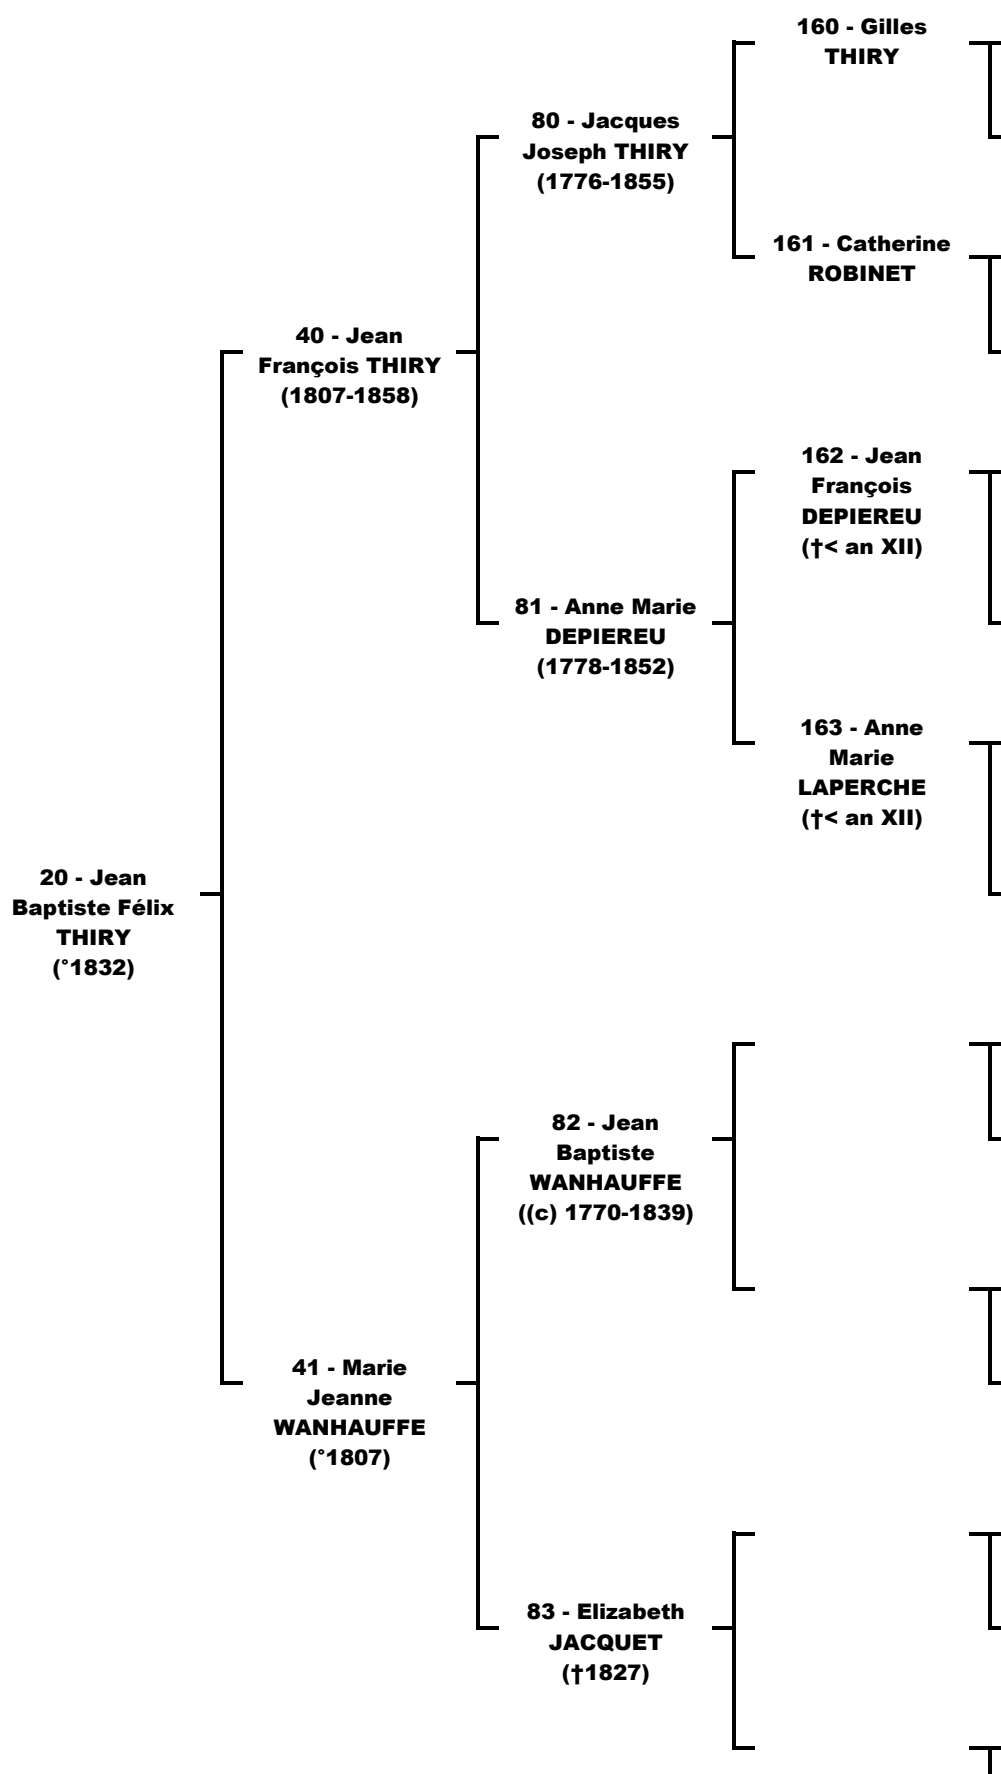 160 - Gilles
THIRY
80 - Jacques
Joseph THIRY
(1776-1855)
161 - Catherine
ROBINET
40 - Jean
François THIRY
(1807-1858)
162 - Jean
François
DEPIEREU
(†< an XII)
81 - Anne Marie
DEPIEREU
(1778-1852)
163 - Anne
Marie
LAPERCHE
(†< an XII)
20 - Jean
Baptiste Félix
THIRY
(°1832)
82 - Jean
Baptiste
WANHAUFFE
((c) 1770-1839)
41 - Marie
Jeanne
WANHAUFFE
(°1807)
83 - Elizabeth
JACQUET
(†1827)